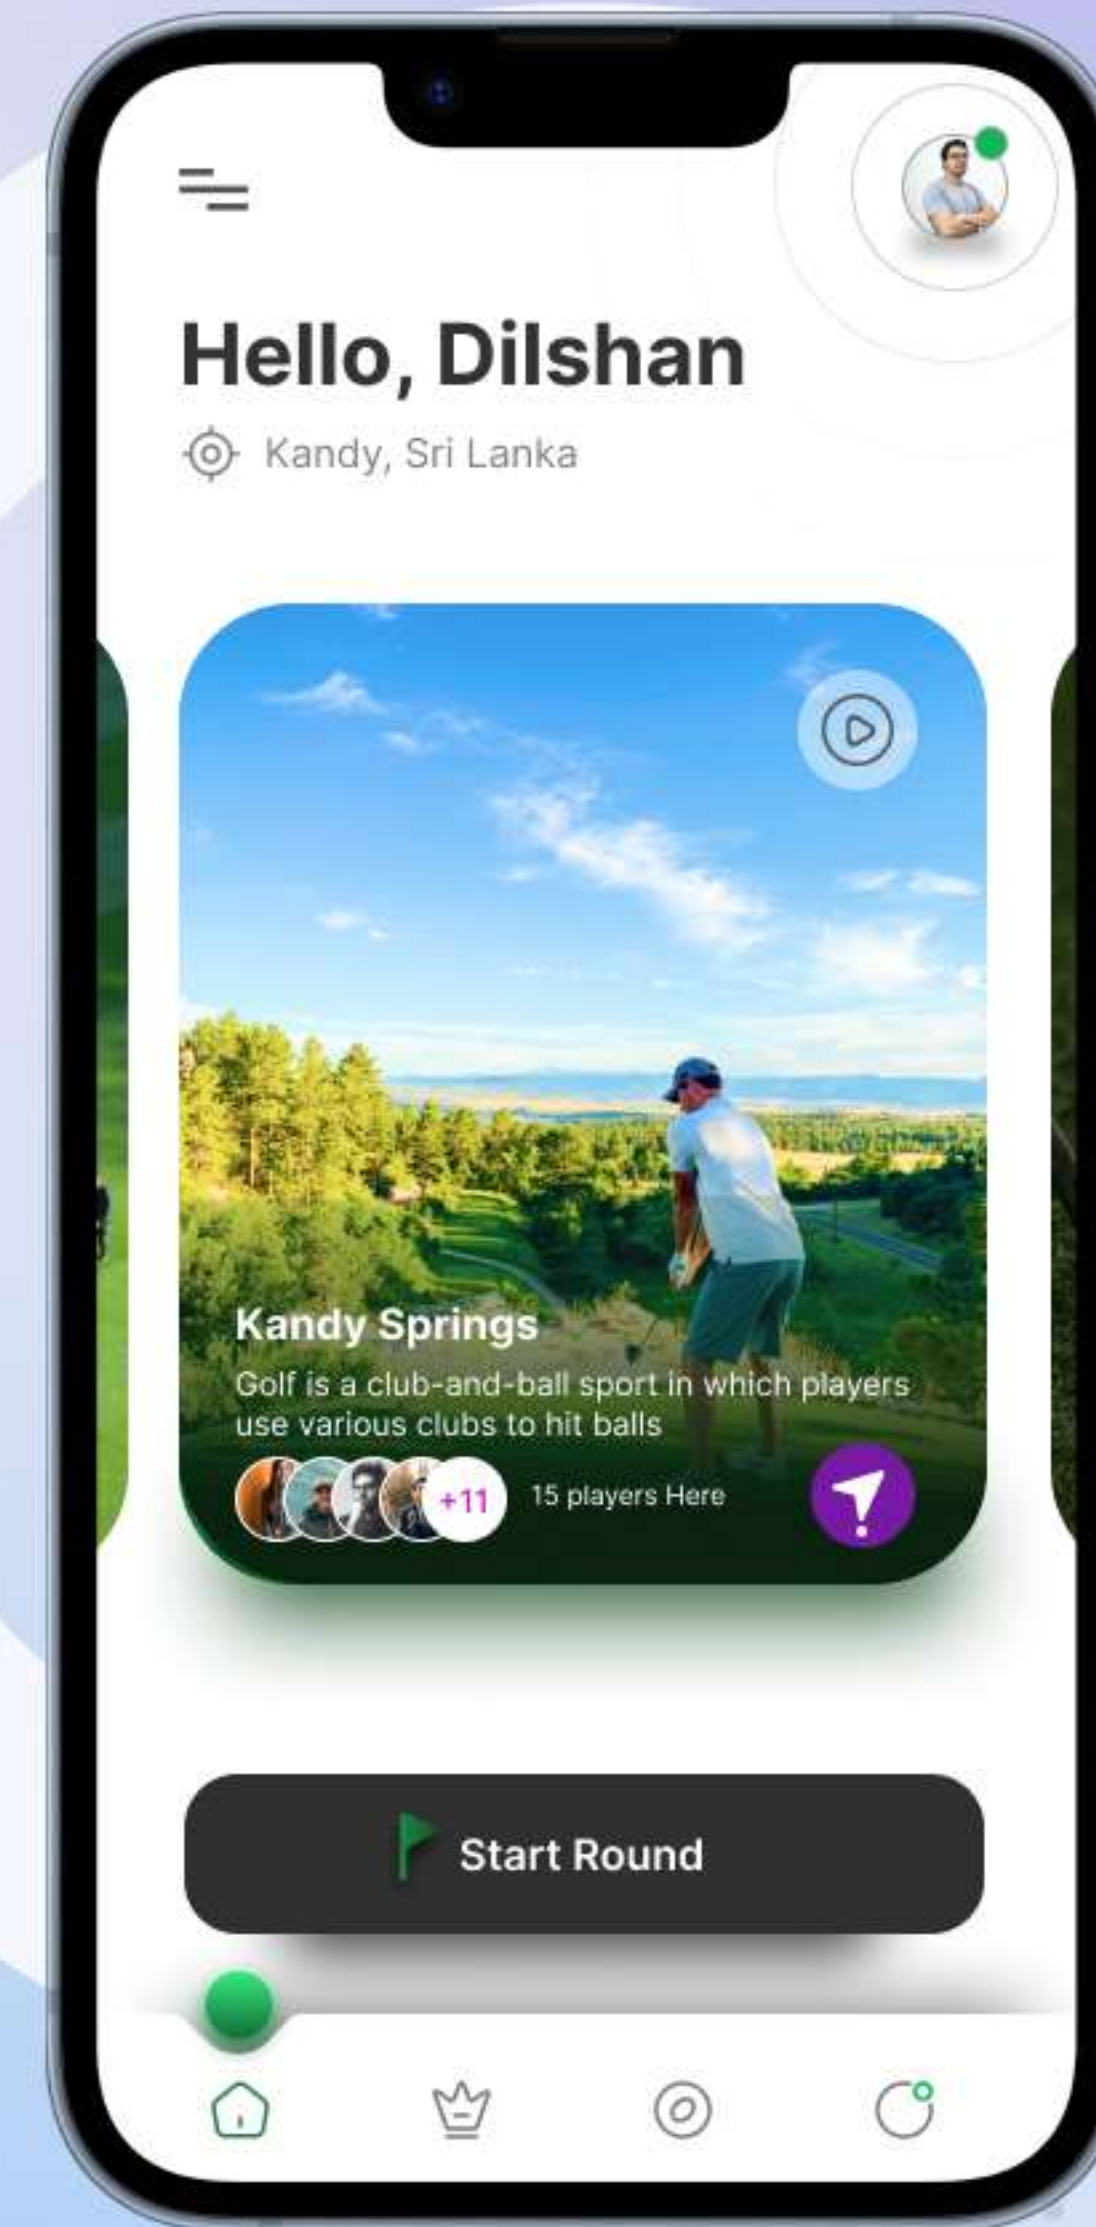 Hello, Dilshan
Kandy, Sri Lanka
Kandy Springs
Golf is a club-and-ball sport in which players
use various clubs to hit balls
+11 15 players Here
Start Round